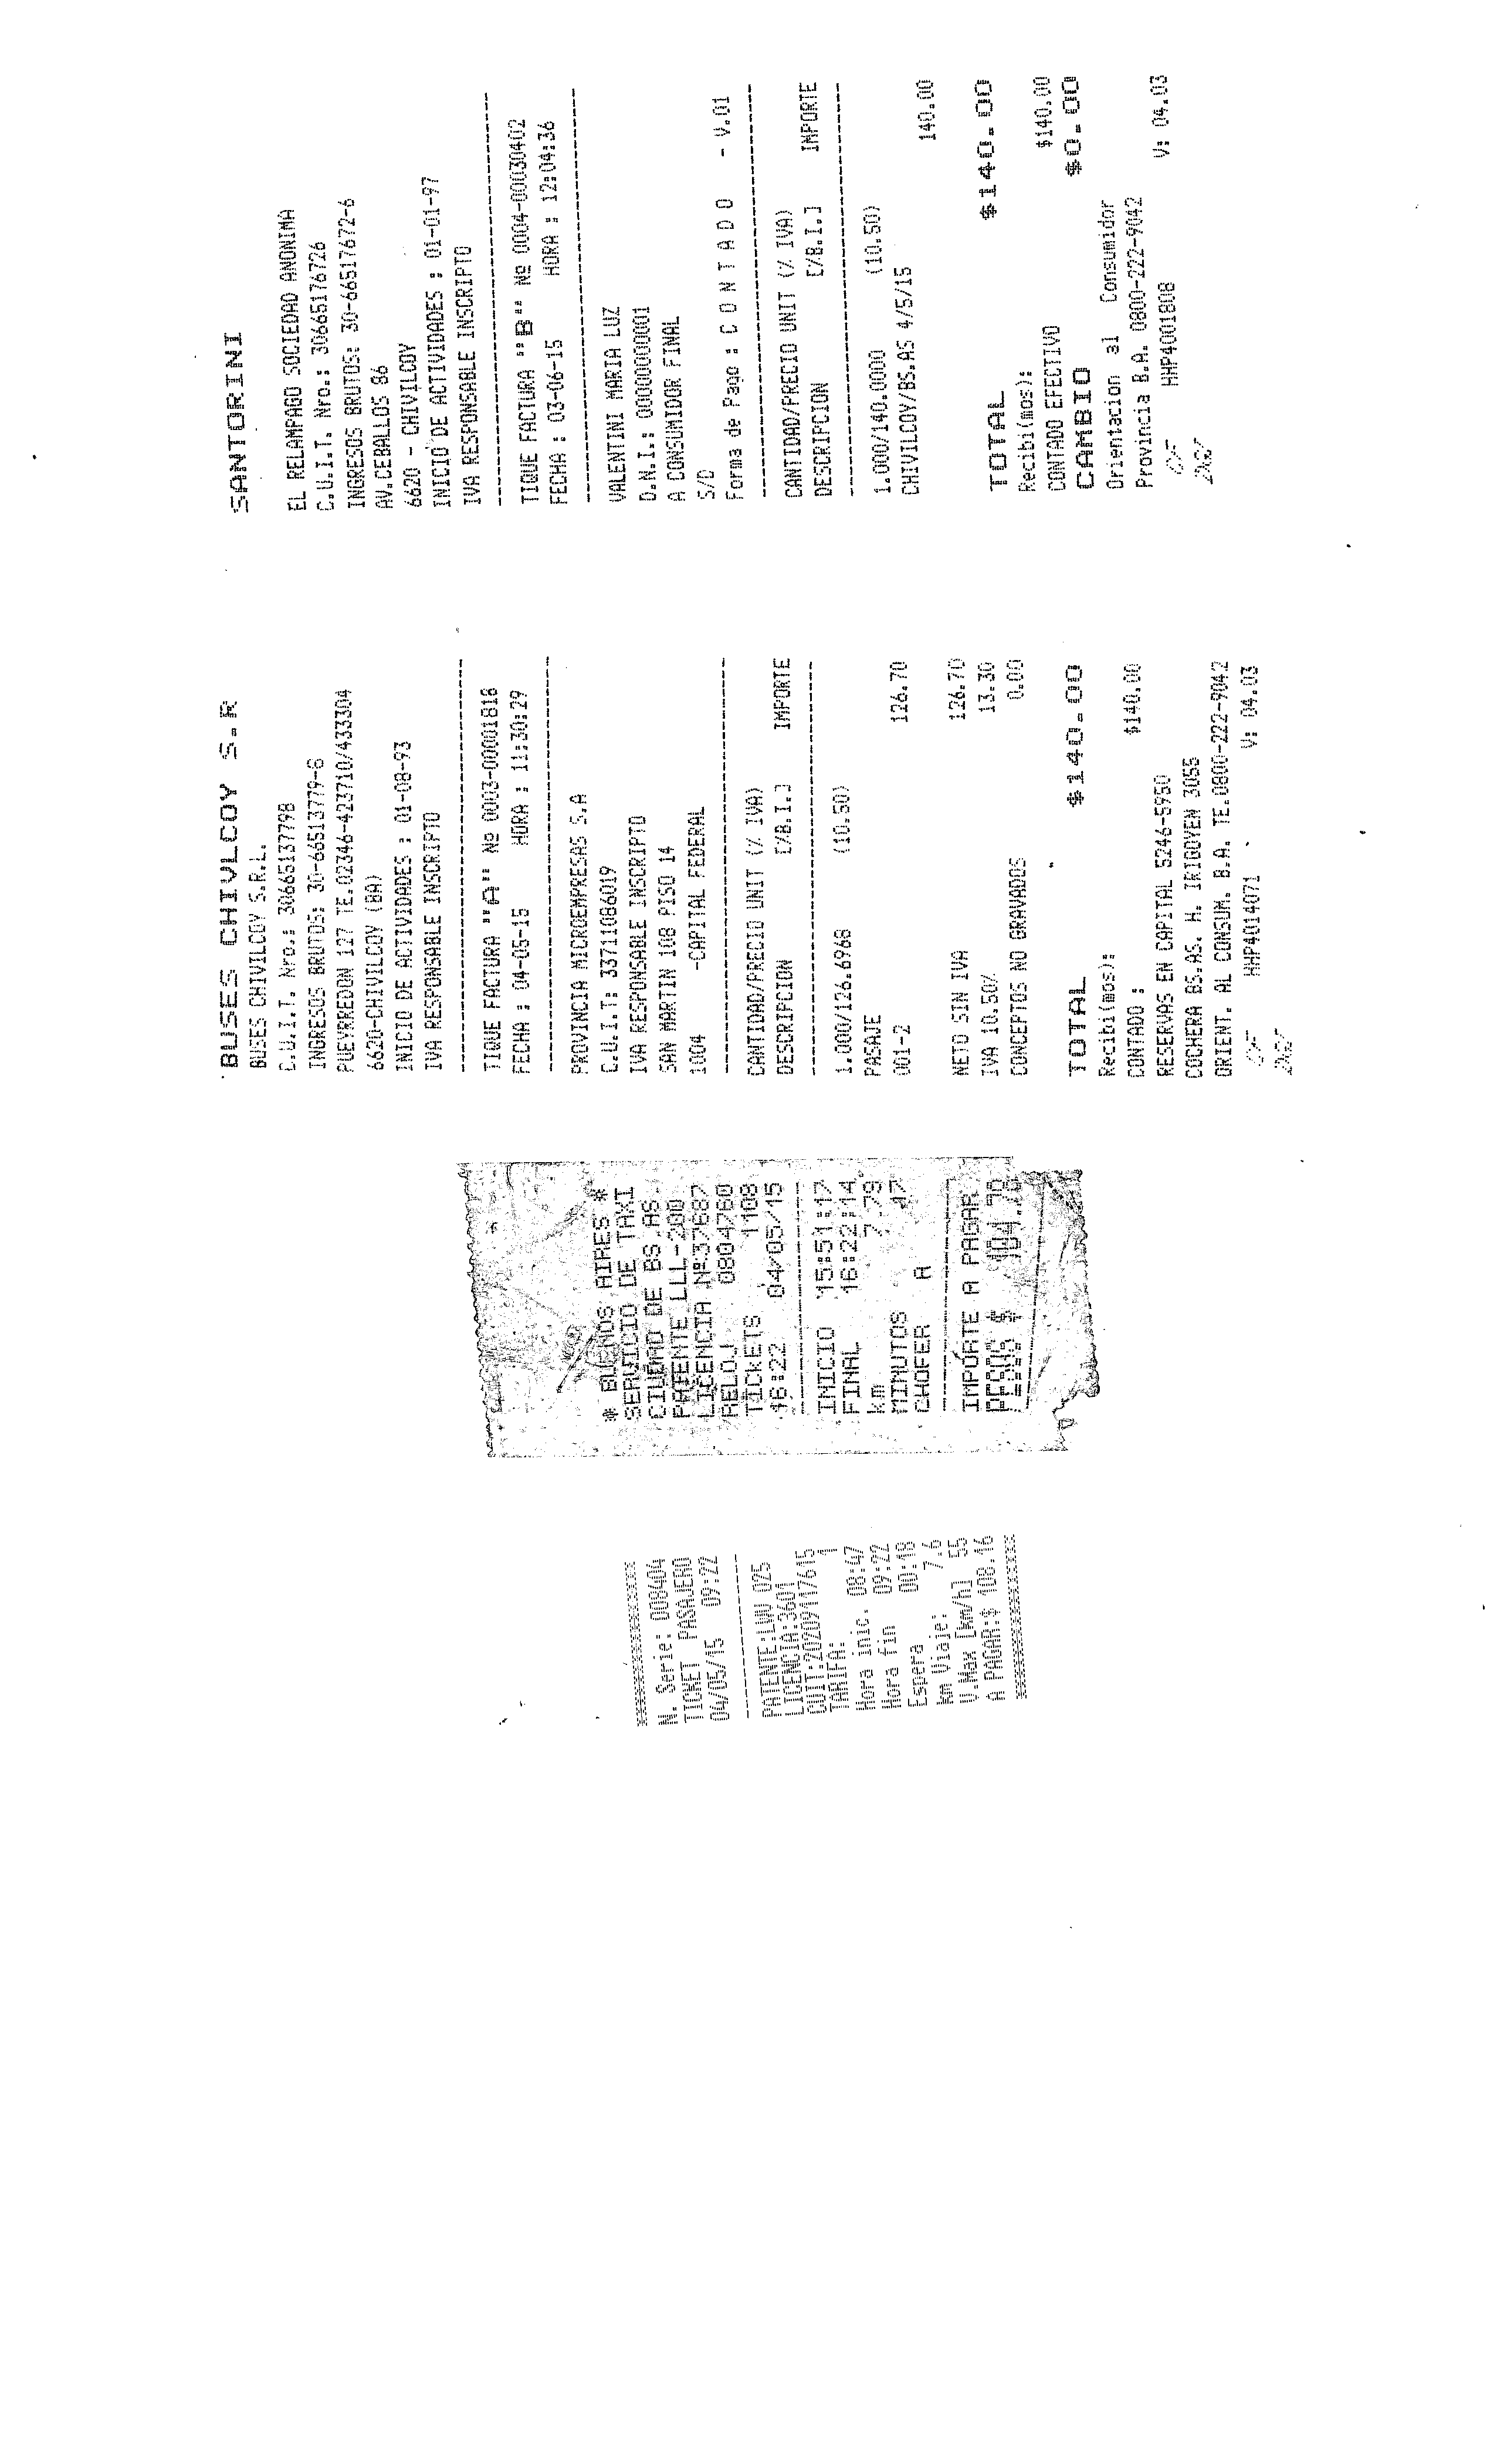 SANTORINI
EL RELAMPAGO SOCIEDAD ANONIMA
C.U.I.T. Nro.: 30665176726
INGRESOS BRUTOS: 30-66517672-6
AV.CEBALLOS 86
6620 - CHIVILCOY
INICIO DE ACTIVIDADES : 01-01-97
IVA RESPONSABLE INSCRIPTO
TIQUE FACTURA "B" Nº 0004-00030402
FECHA : 03-06-15 HORA : 12:04:36
VALENTINI MARIA LUZ
D.N.I.: 00000000001
A CONSUMIDOR FINAL
S/D
Forma de Pago : C O N T A D O - V.01
CANTIDAD/PRECIO UNIT (% IVA)
DESCRIPCION [%B.I.] IMPORTE
1.000/140.0000 (10.50)
CHIVILCOY/BS.AS 4/5/15 140.00
TOTAL $140.00
Recibi(mos):
CONTADO EFECTIVO $140.00
CAMBIO $0.00
Orientacion al Consumidor
Provincia B.A. 0800-222-9042
HHP4001808 V: 04.03
BUSES CHIVLCOY S.R
BUSES CHIVILCOY S.R.L.
C.U.I.T. Nro.: 30665137798
INGRESOS BRUTOS: 30-66513779-8
PUEYRREDON 127 TE.02346-423710/433304
6620-CHIVILCOY (BA)
INICIO DE ACTIVIDADES : 01-08-93
IVA RESPONSABLE INSCRIPTO
TIQUE FACTURA "A" Nº 0003-00001818
FECHA : 04-05-15 HORA : 11:30:29
PROVINCIA MICROEMPRESAS S.A
C.U.I.T: 33711086019
IVA RESPONSABLE INSCRIPTO
SAN MARTIN 108 PISO 14
1004 -CAPITAL FEDERAL
CANTIDAD/PRECIO UNIT (% IVA)
DESCRIPCION [%B.I.] IMPORTE
1.000/126.6968 (10.50)
PASAJE
001-2 126.70
NETO SIN IVA 126.70
IVA 10.50% 13.30
CONCEPTOS NO GRAVADOS 0.00
TOTAL $140.00
Recibi(mos):
CONTADO : $140.00
RESERVAS EN CAPITAL 5246-5950
COCHERA BS.AS. H. IRIGOYEN 3055
ORIENT. AL CONSUM. B.A. TE.0800-222-9042
HHP4014071 V: 04.03
* BUENOS AIRES *
SERVICIO DE TAXI
CIUDAD DE BS.AS.
PATENTE LLL-200
LICENCIA Nº37687
RELOJ 0804760
TICKETS 1108
16:22 04/05/15
INICIO 15:51:17
FINAL 16:22:14
km 7.79
MINUTOS 17
CHOFER A
IMPORTE A PAGAR
PESOS $ 104.70
N. Serie: 008404
TICKET PASAJERO
04/05/15 09:22
PATENTE:LWU 025
LICENCIA:3601
CUIT:20209117615
TARIFA: 1
Hora inic. 08:47
Hora fin 09:22
Espera 00:18
km Viaje: 7.6
V.Max [km/h] 55
A PAGAR:$ 108.16